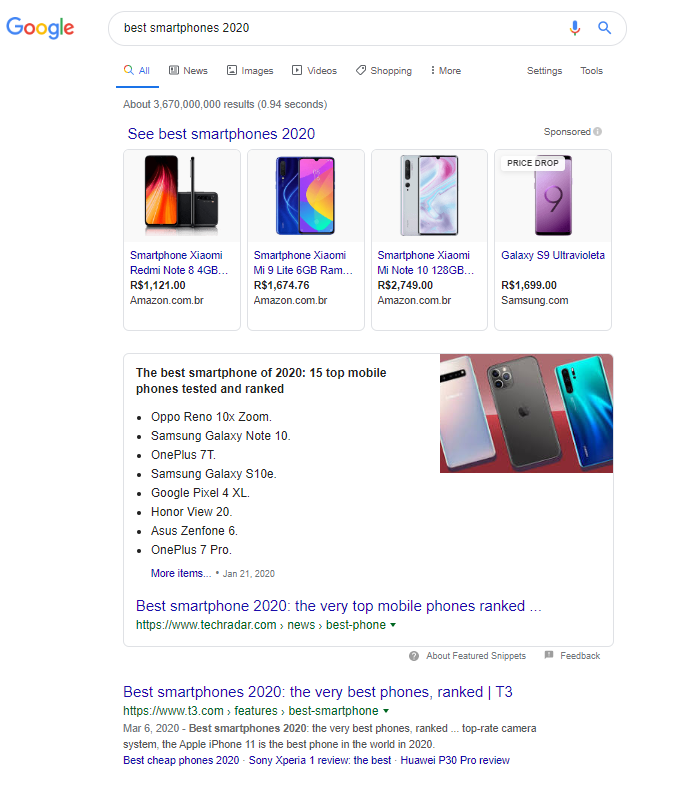 Google
best smartphones 2020
All News Images Videos Shopping More Settings Tools
About 3,670,000,000 results (0.94 seconds)
See best smartphones 2020
Sponsored
Smartphone Xiaomi
Redmi Note 8 4GB...
R$1,121.00
Amazon.com.br
Smartphone Xiaomi
Mi 9 Lite 6GB Ram...
R$1,674.76
Amazon.com.br
Smartphone Xiaomi
Mi Note 10 128GB...
R$2,749.00
Amazon.com.br
PRICE DROP
9
Galaxy S9 Ultravioleta
R$1,699.00
Samsung.com
The best smartphone of 2020: 15 top mobile
phones tested and ranked
• Oppo Reno 10x Zoom.
• Samsung Galaxy Note 10.
• OnePlus 7T.
• Samsung Galaxy S10e.
• Google Pixel 4 XL.
• Honor View 20.
• Asus Zenfone 6.
• OnePlus 7 Pro.
More items... • Jan 21, 2020
Best smartphone 2020: the very top mobile phones ranked ...
https://www.techradar.com › news › best-phone
About Featured Snippets Feedback
Best smartphones 2020: the very best phones, ranked | T3
https://www.t3.com › features › best-smartphone
Mar 6, 2020 - Best smartphones 2020: the very best phones, ranked ... top-rate camera
system, the Apple iPhone 11 is the best phone in the world in 2020.
Best cheap phones 2020 · Sony Xperia 1 review: the best · Huawei P30 Pro review